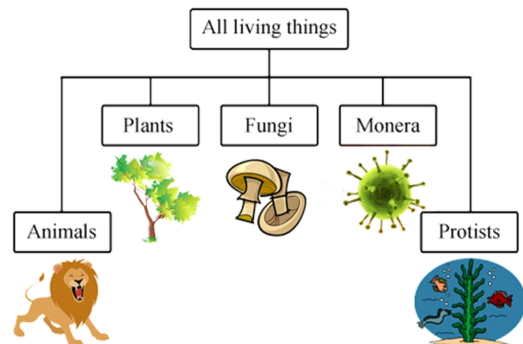 All living things
Plants
Fungi
Monera
Animals
Protists